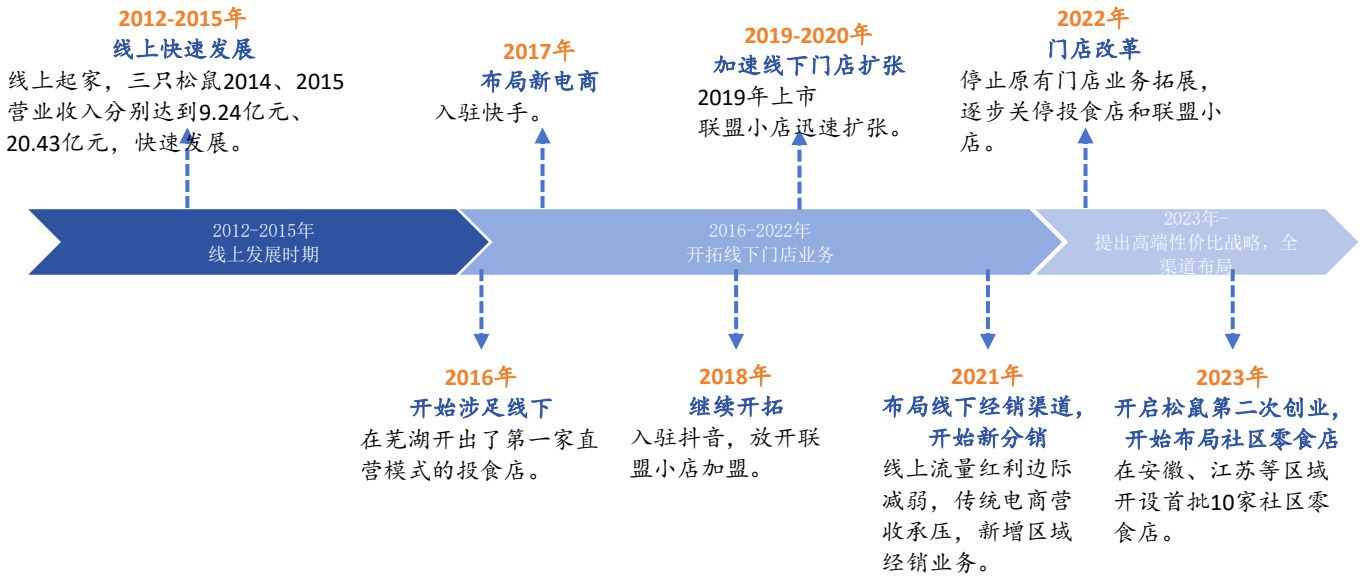 2012-2015年
线上快速发展
线上起家，三只松鼠2014、2015
营业收入分别达到9.24亿元、
20.43亿元，快速发展。
2017年
布局新电商
入驻快手。
2019-2020年
加速线下门店扩张
2019年上市
联盟小店迅速扩张。
2022年
门店改革
停止原有门店业务拓展，
逐步关停投食店和联盟小
店。
2012-2015年
线上发展时期
2016-2022年
开拓线下门店业务
2023年-
提出高端性价比战略，全
渠道布局
2016年
开始涉足线下
在芜湖开出了第一家直
营模式的投食店。
2018年
继续开拓
入驻抖音，放开联
盟小店加盟。
2021年
布局线下经销渠道，
开始新分销
线上流量红利边际
减弱，传统电商营
收承压，新增区域
经销业务。
2023年
开启松鼠第二次创业，
开始布局社区零食店
在安徽、江苏等区域
开设首批10家社区零
食店。